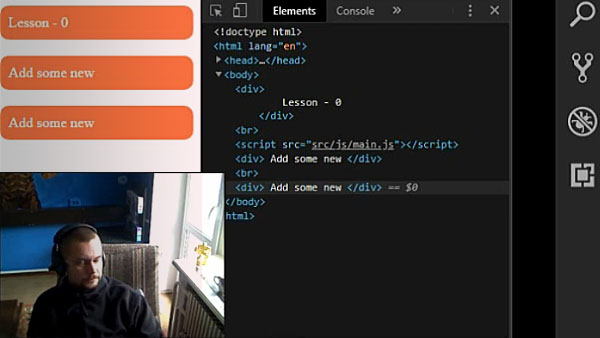 Lesson - 0
Add some new
Add some new
Elements Console »
<!doctype html>
<html lang="en">
<head>…</head>
<body>
<div>
Lesson - 0
</div>
<br>
<script src="src/js/main.js"></script>
<div> Add some new </div>
<br>
<div> Add some new </div> == $0
</body>
html>